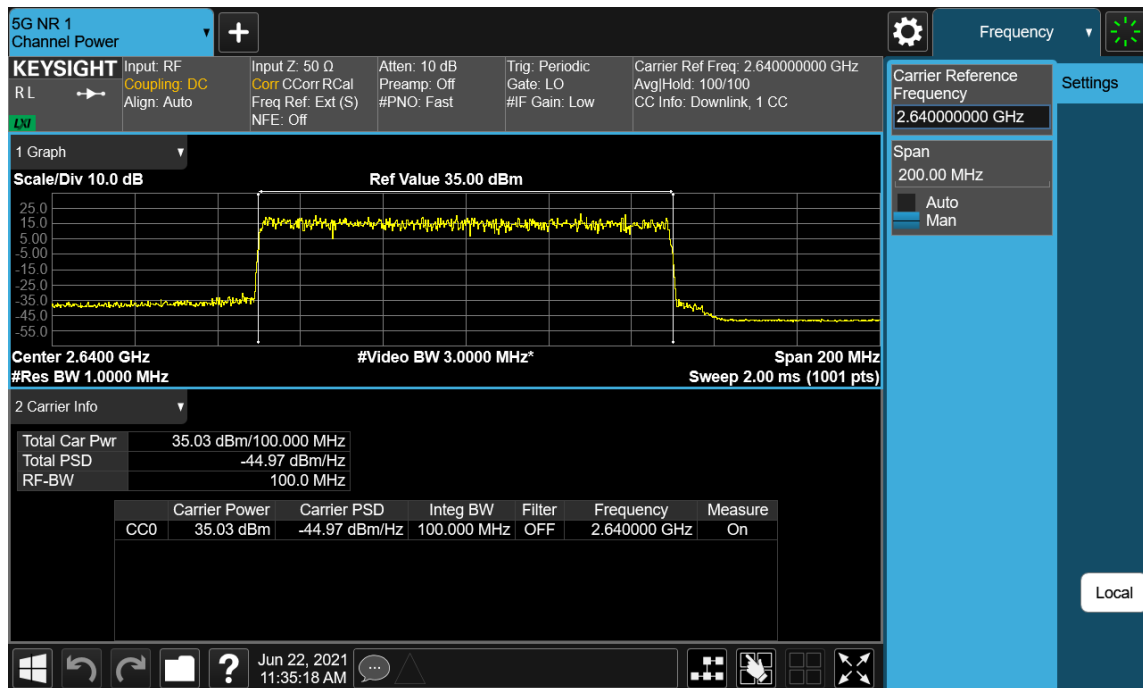 5G NR 1
Channel Power
+
Frequency
KEYSIGHT
R L
LXI
Input: RF
Coupling: DC
Align: Auto
Input Z: 50 Ω
Corr CCorr RCal
Freq Ref: Ext (S)
NFE: Off
Atten: 10 dB
Preamp: Off
#PNO: Fast
Trig: Periodic
Gate: LO
#IF Gain: Low
Carrier Ref Freq: 2.640000000 GHz
Avg|Hold: 100/100
CC Info: Downlink, 1 CC
Carrier Reference
Frequency
2.640000000 GHz
Settings
Span
200.00 MHz
Auto
Man
1 Graph
Scale/Div 10.0 dB
Ref Value 35.00 dBm
25.0
15.0
5.00
-5.00
-15.0
-25.0
-35.0
-45.0
-55.0
Center 2.6400 GHz
#Video BW 3.0000 MHz*
Span 200 MHz
#Res BW 1.0000 MHz
Sweep 2.00 ms (1001 pts)
2 Carrier Info
Total Car Pwr 35.03 dBm/100.000 MHz
Total PSD -44.97 dBm/Hz
RF-BW 100.0 MHz
Carrier Power Carrier PSD Integ BW Filter Frequency Measure
CC0 35.03 dBm -44.97 dBm/Hz 100.000 MHz OFF 2.640000 GHz On
Local
?
Jun 22, 2021
11:35:18 AM